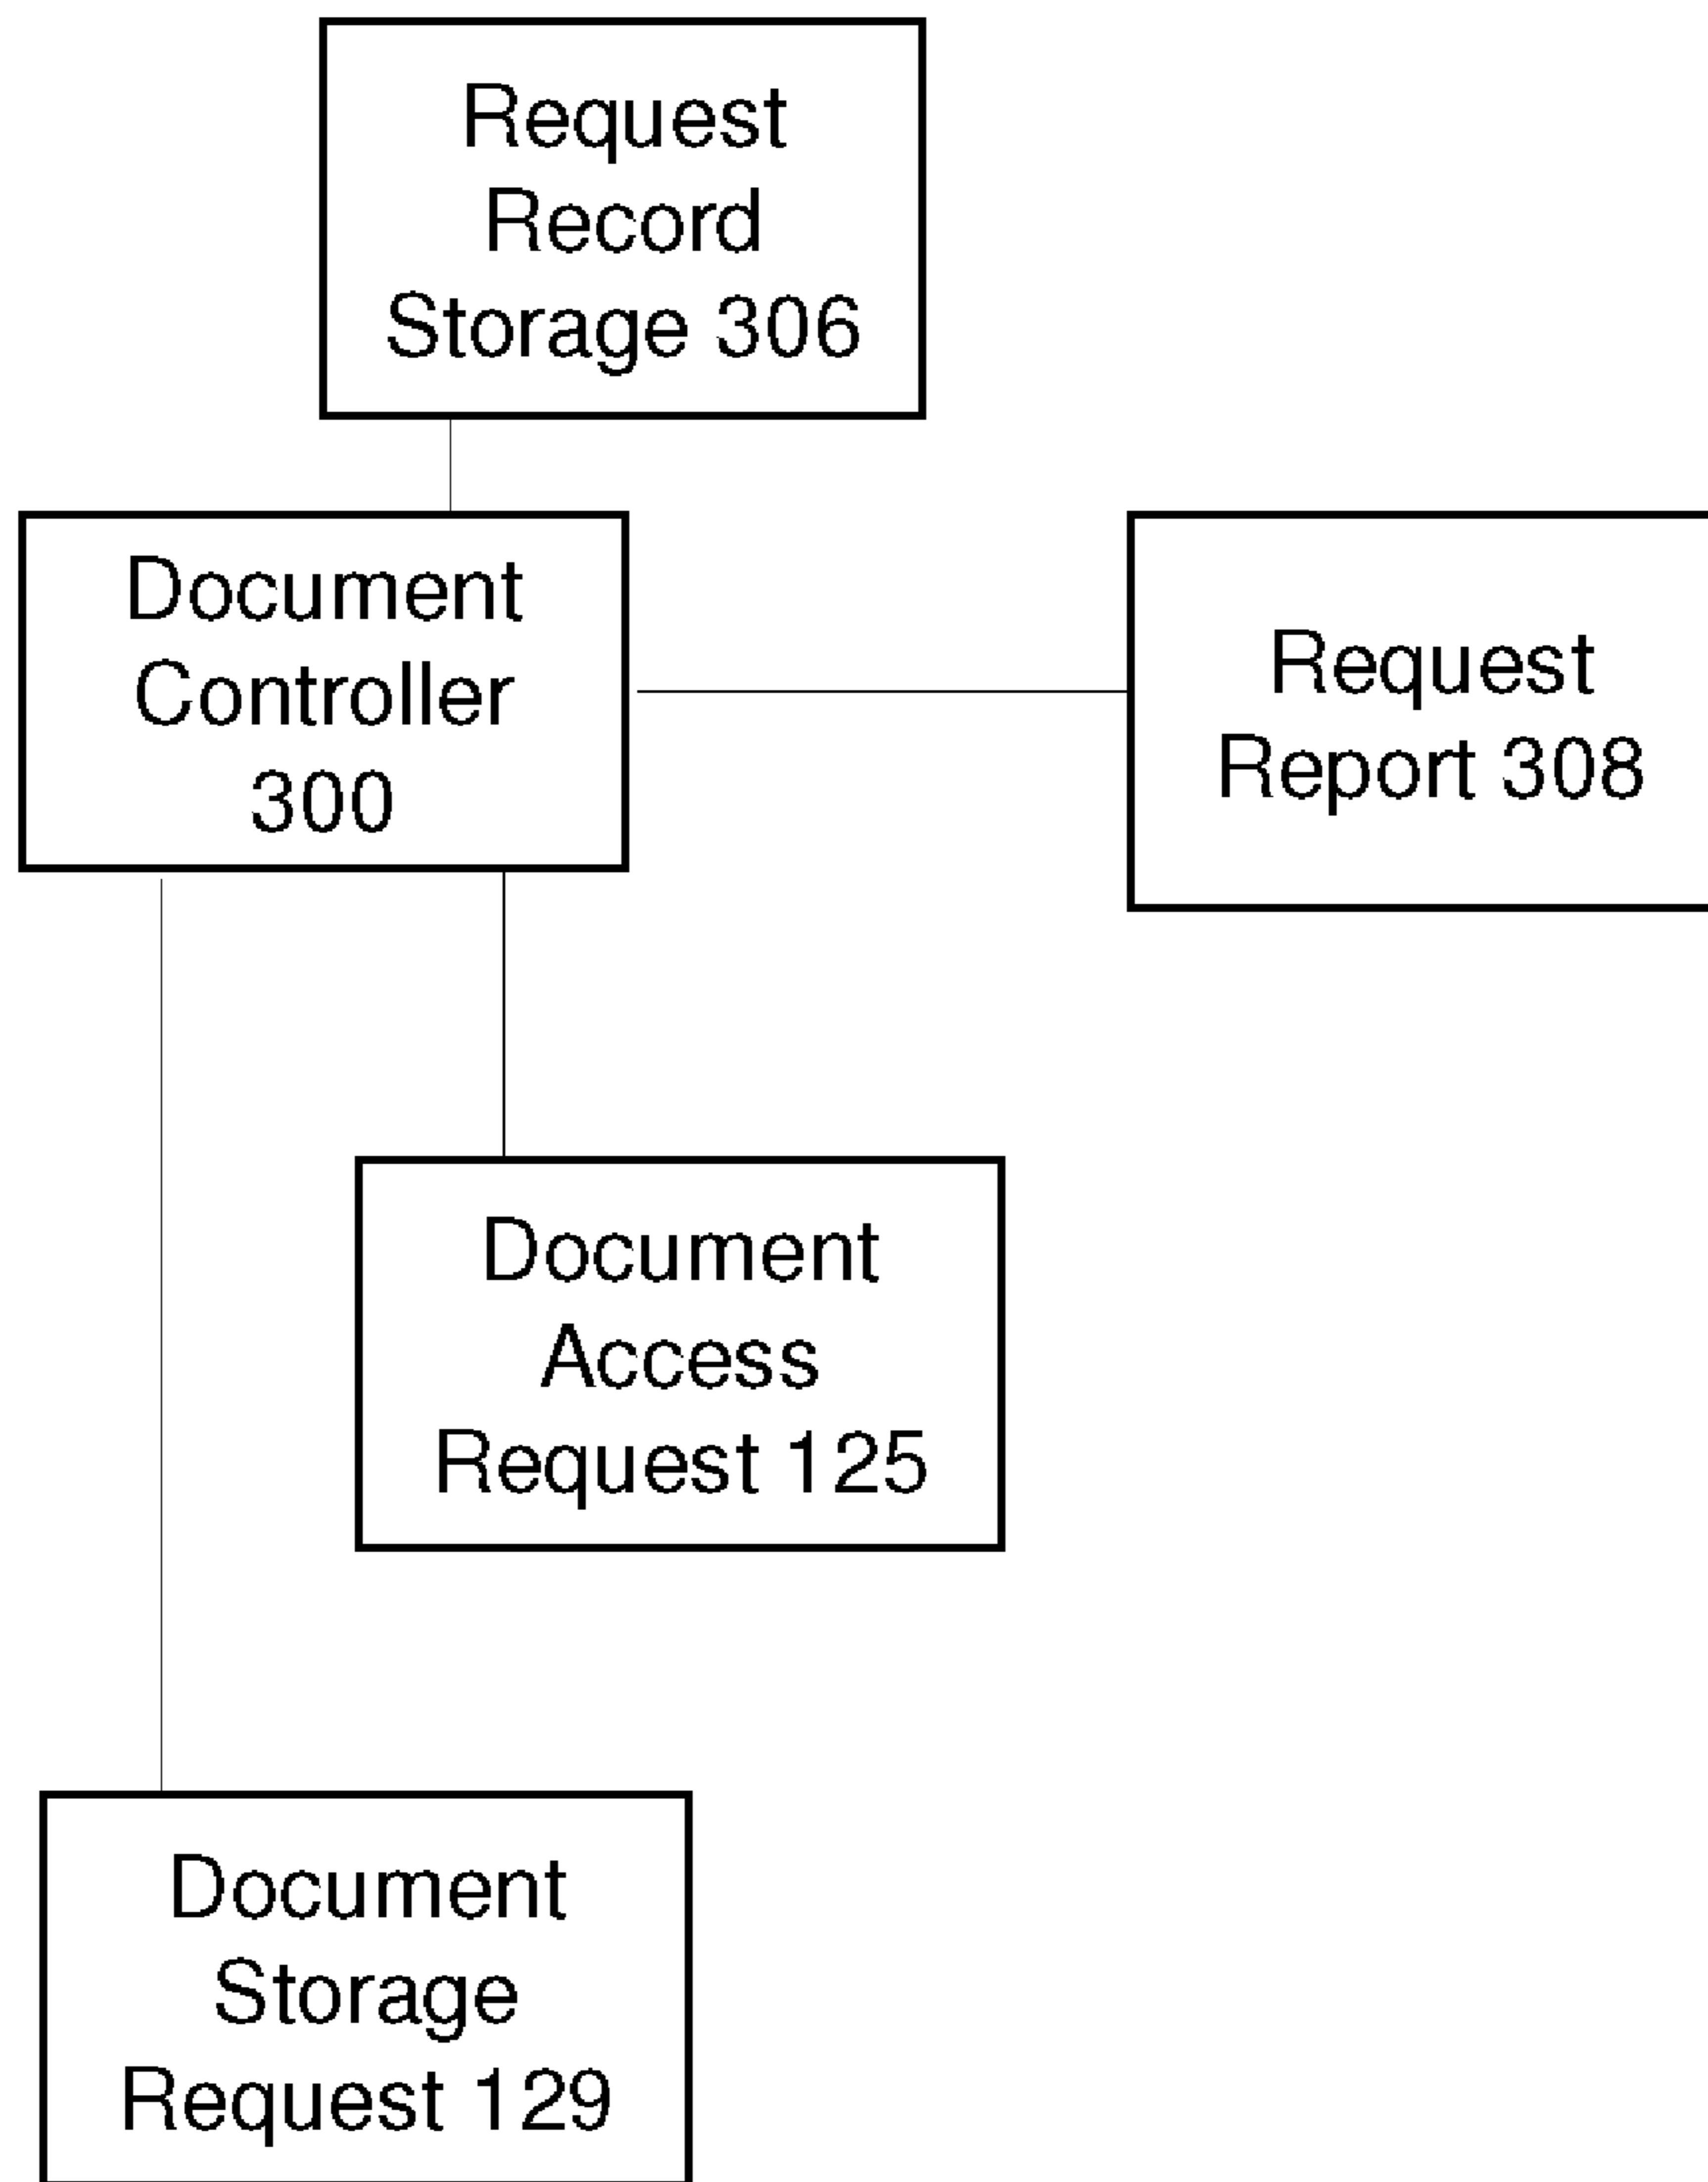 Request
Record
Storage 306
Document
Controller
300
Request
Report 308
Document
Access
Request 125
Document
Storage
Request 129